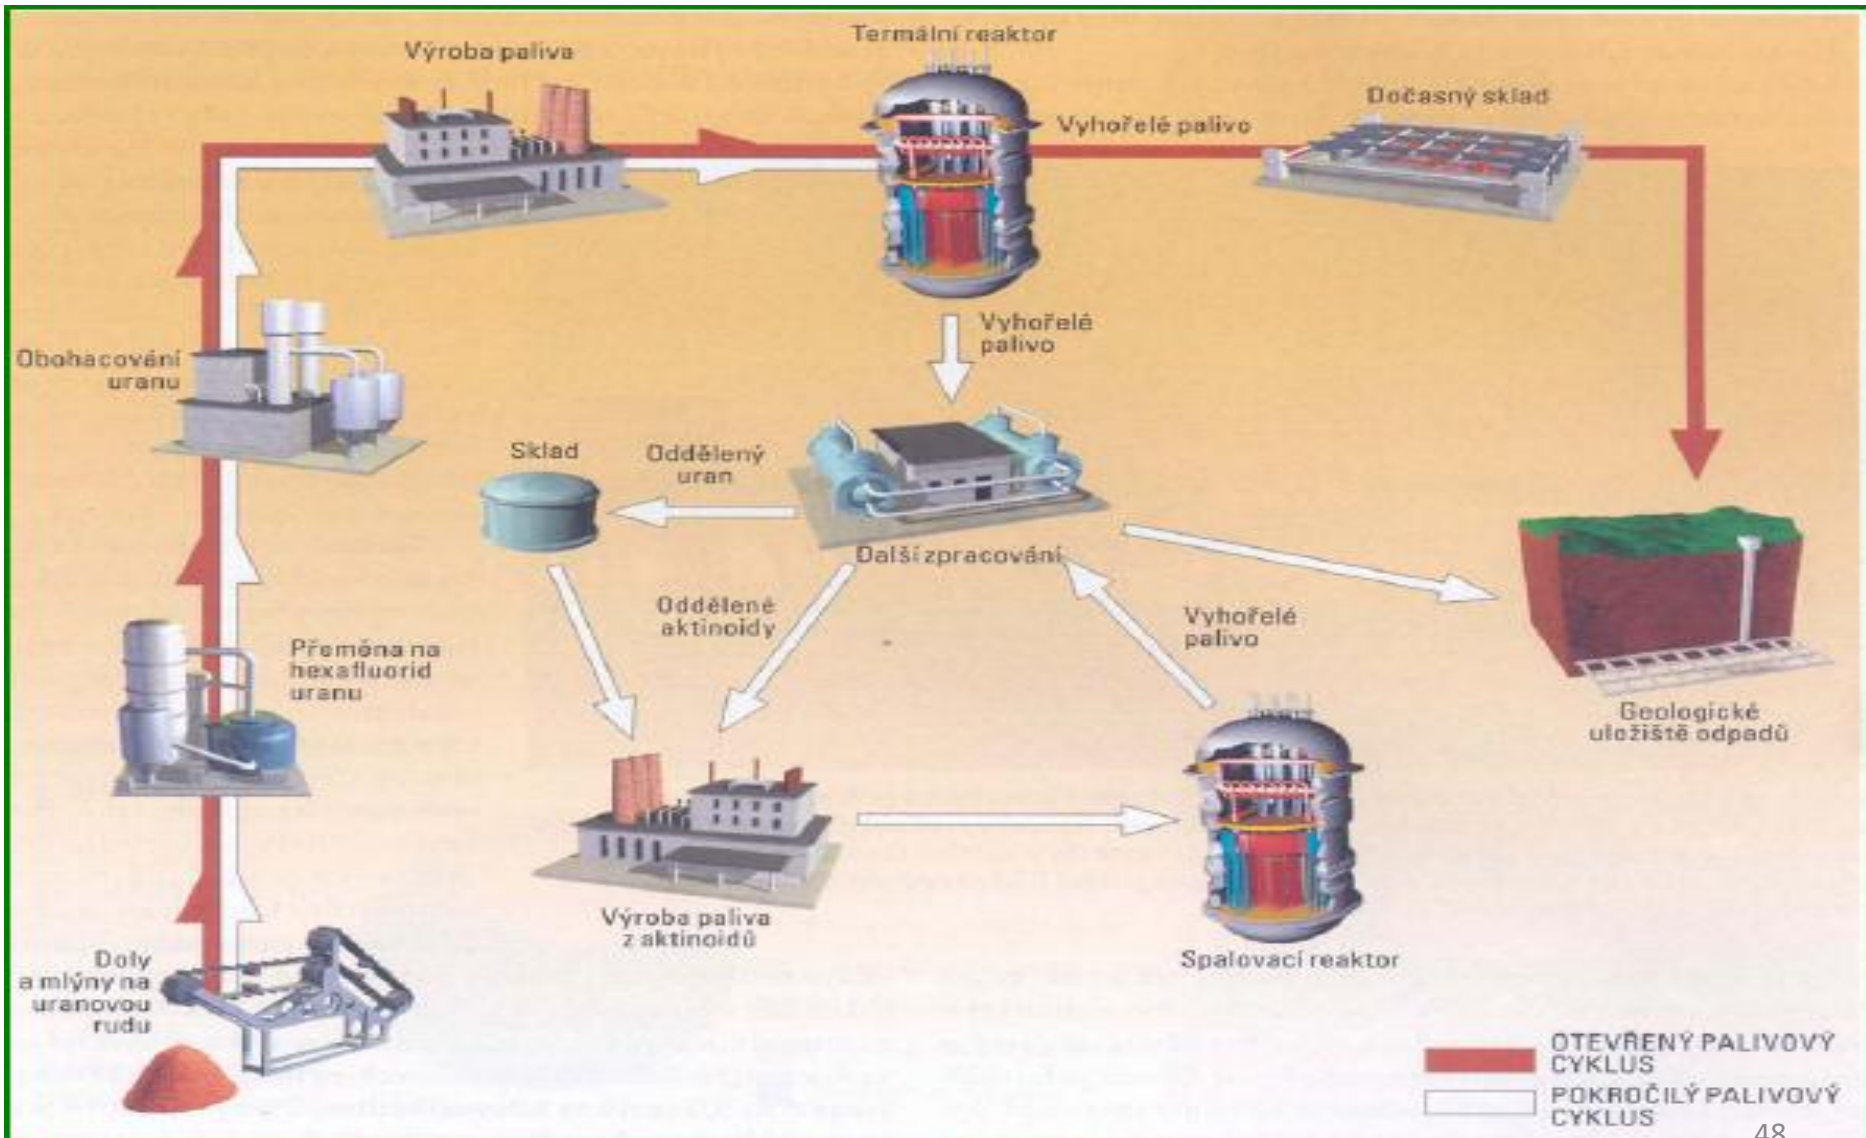 Výroba paliva
Termální reaktor
Vyhořelé palivo
Dočasný sklad
Vyhořelé
palivo
Obohacování
uranu
Sklad
Oddělený
uran
Další zpracování
Oddělené
aktinoidy
Vyhořelé
palivo
Přeměna na
hexafluorid
uranu
Geologické
uložiště odpadů
Výroba paliva
z aktinoidů
Spalovací reaktor
Doly
a mlýny na
uranovou
rudu
OTEVŘENÝ PALIVOVÝ
CYKLUS
POKROČILÝ PALIVOVÝ
CYKLUS
48